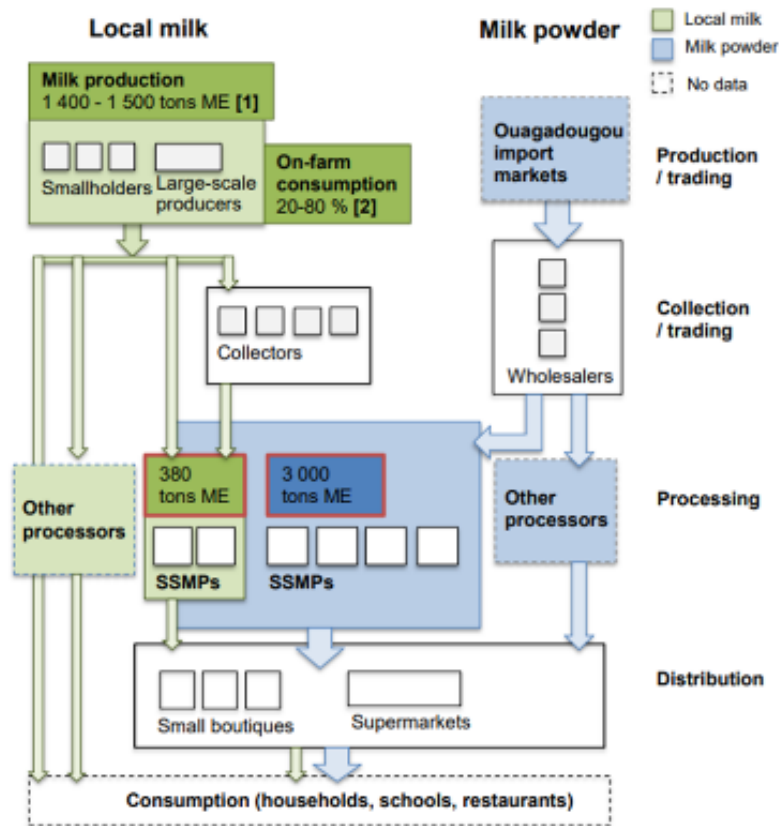 Local milk
Milk powder
Local milk
Milk powder
No data
Milk production
1 400 - 1 500 tons ME [1]
Smallholders
Large-scale
producers
On-farm
consumption
20-80 % [2]
Ouagadougou
import
markets
Production
/ trading
Collectors
Wholesalers
Collection
/ trading
Other
processors
380
tons ME
SSMPs
3 000
tons ME
SSMPs
Other
processors
Processing
Small boutiques
Supermarkets
Distribution
Consumption (households, schools, restaurants)